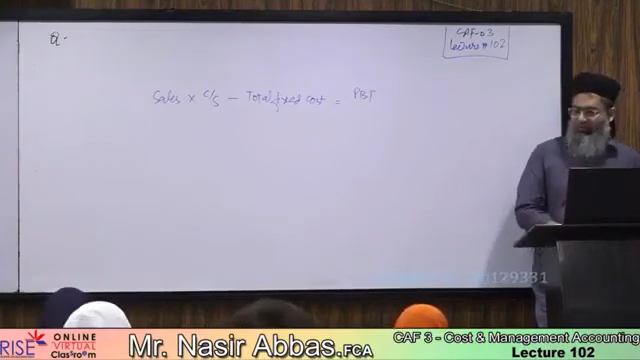 Q.
CAF-03
Lecture # 102
Sales × C/S — Total fixed cost = PBT
10129331
RISE
ONLINE
VIRTUAL
Classroom
Mr. Nasir Abbas.FCA
CAF 3 - Cost & Management Accounting
Lecture 102